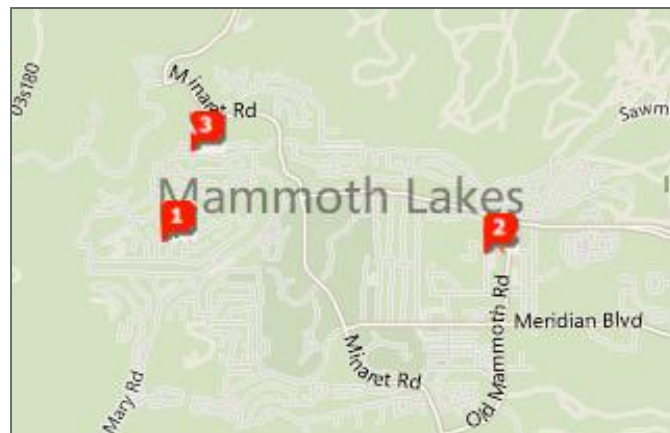 03s180
Minaret Rd
Sawm
3
Mammoth Lakes
1
2
Meridian Blvd
Minaret Rd
Old Mammoth Rd
Mary Rd